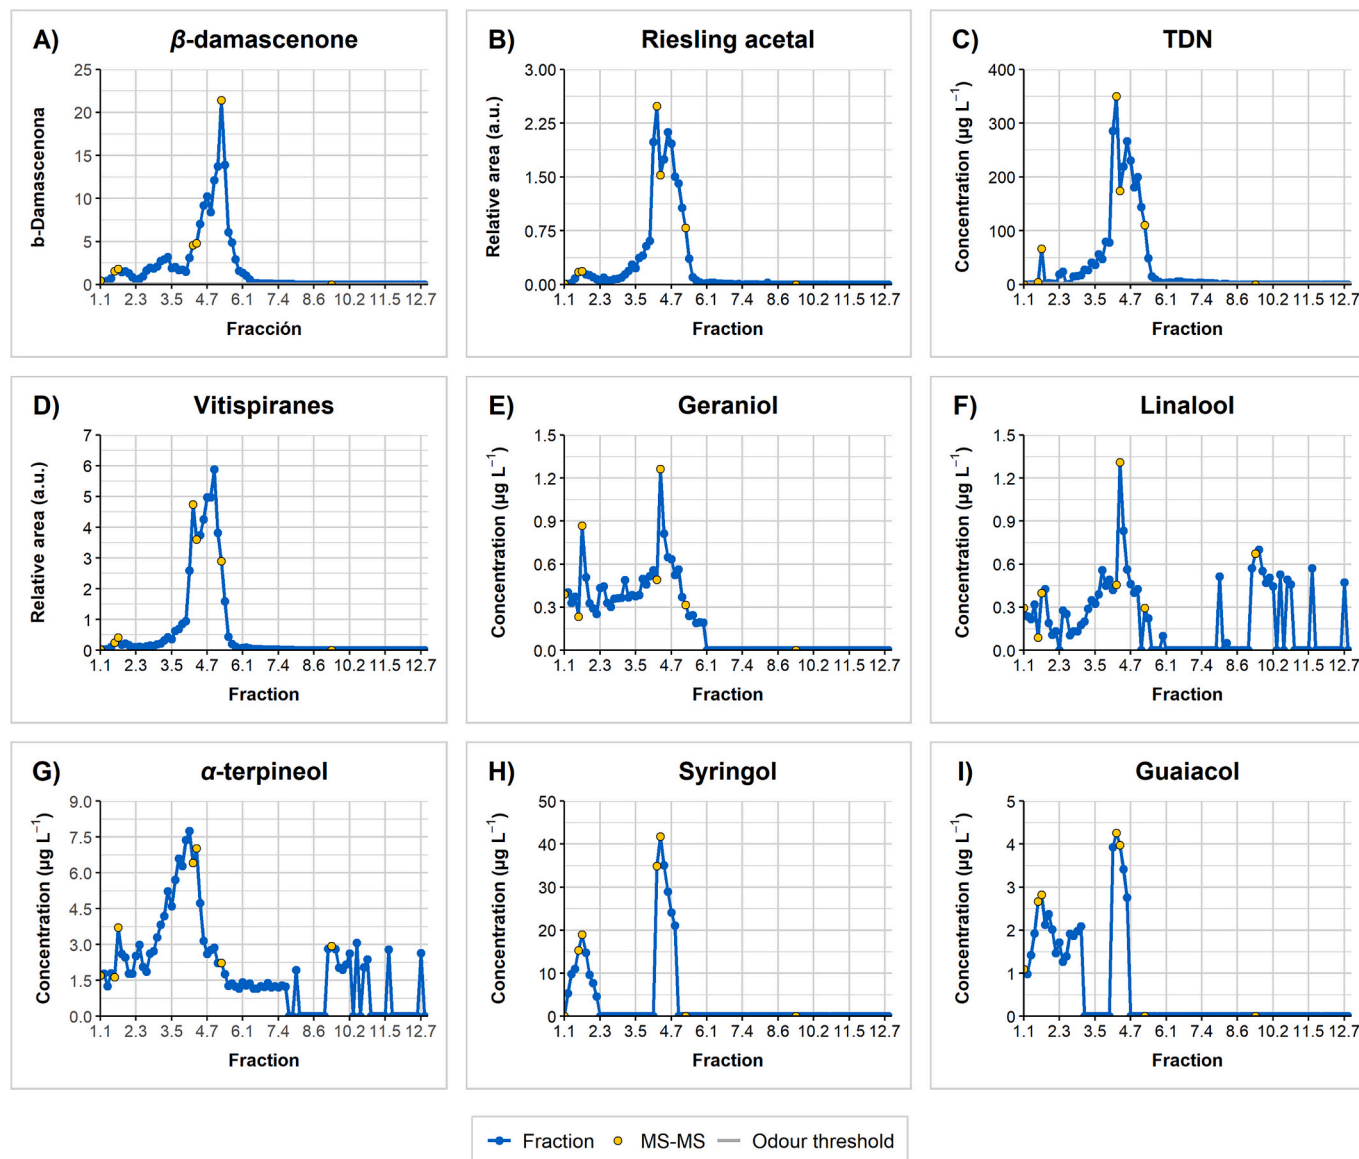 A) β-damascenone
b-Damascenona
25
20
15
10
5
0
1.1 2.3 3.5 4.7 6.1 7.4 8.6 10.2 11.5 12.7
Fracción
B) Riesling acetal
Relative area (a.u.)
3.00
2.25
1.50
0.75
0.00
1.1 2.3 3.5 4.7 6.1 7.4 8.6 10.2 11.5 12.7
Fraction
C) TDN
Concentration (µg L⁻¹)
400
300
200
100
0
1.1 2.3 3.5 4.7 6.1 7.4 8.6 10.2 11.5 12.7
Fraction
D) Vitispiranes
Relative area (a.u.)
7
6
5
4
3
2
1
0
1.1 2.3 3.5 4.7 6.1 7.4 8.6 10.2 11.5 12.7
Fraction
E) Geraniol
Concentration (µg L⁻¹)
1.5
1.2
0.9
0.6
0.3
0.0
1.1 2.3 3.5 4.7 6.1 7.4 8.6 10.2 11.5 12.7
Fraction
F) Linalool
Concentration (µg L⁻¹)
1.5
1.2
0.9
0.6
0.3
0.0
1.1 2.3 3.5 4.7 6.1 7.4 8.6 10.2 11.5 12.7
Fraction
G) α-terpineol
Concentration (µg L⁻¹)
9.0
7.5
6.0
4.5
3.0
1.5
0.0
1.1 2.3 3.5 4.7 6.1 7.4 8.6 10.2 11.5 12.7
Fraction
H) Syringol
Concentration (µg L⁻¹)
50
40
30
20
10
0
1.1 2.3 3.5 4.7 6.1 7.4 8.6 10.2 11.5 12.7
Fraction
I) Guaiacol
Concentration (µg L⁻¹)
5
4
3
2
1
0
1.1 2.3 3.5 4.7 6.1 7.4 8.6 10.2 11.5 12.7
Fraction
Fraction MS-MS Odour threshold